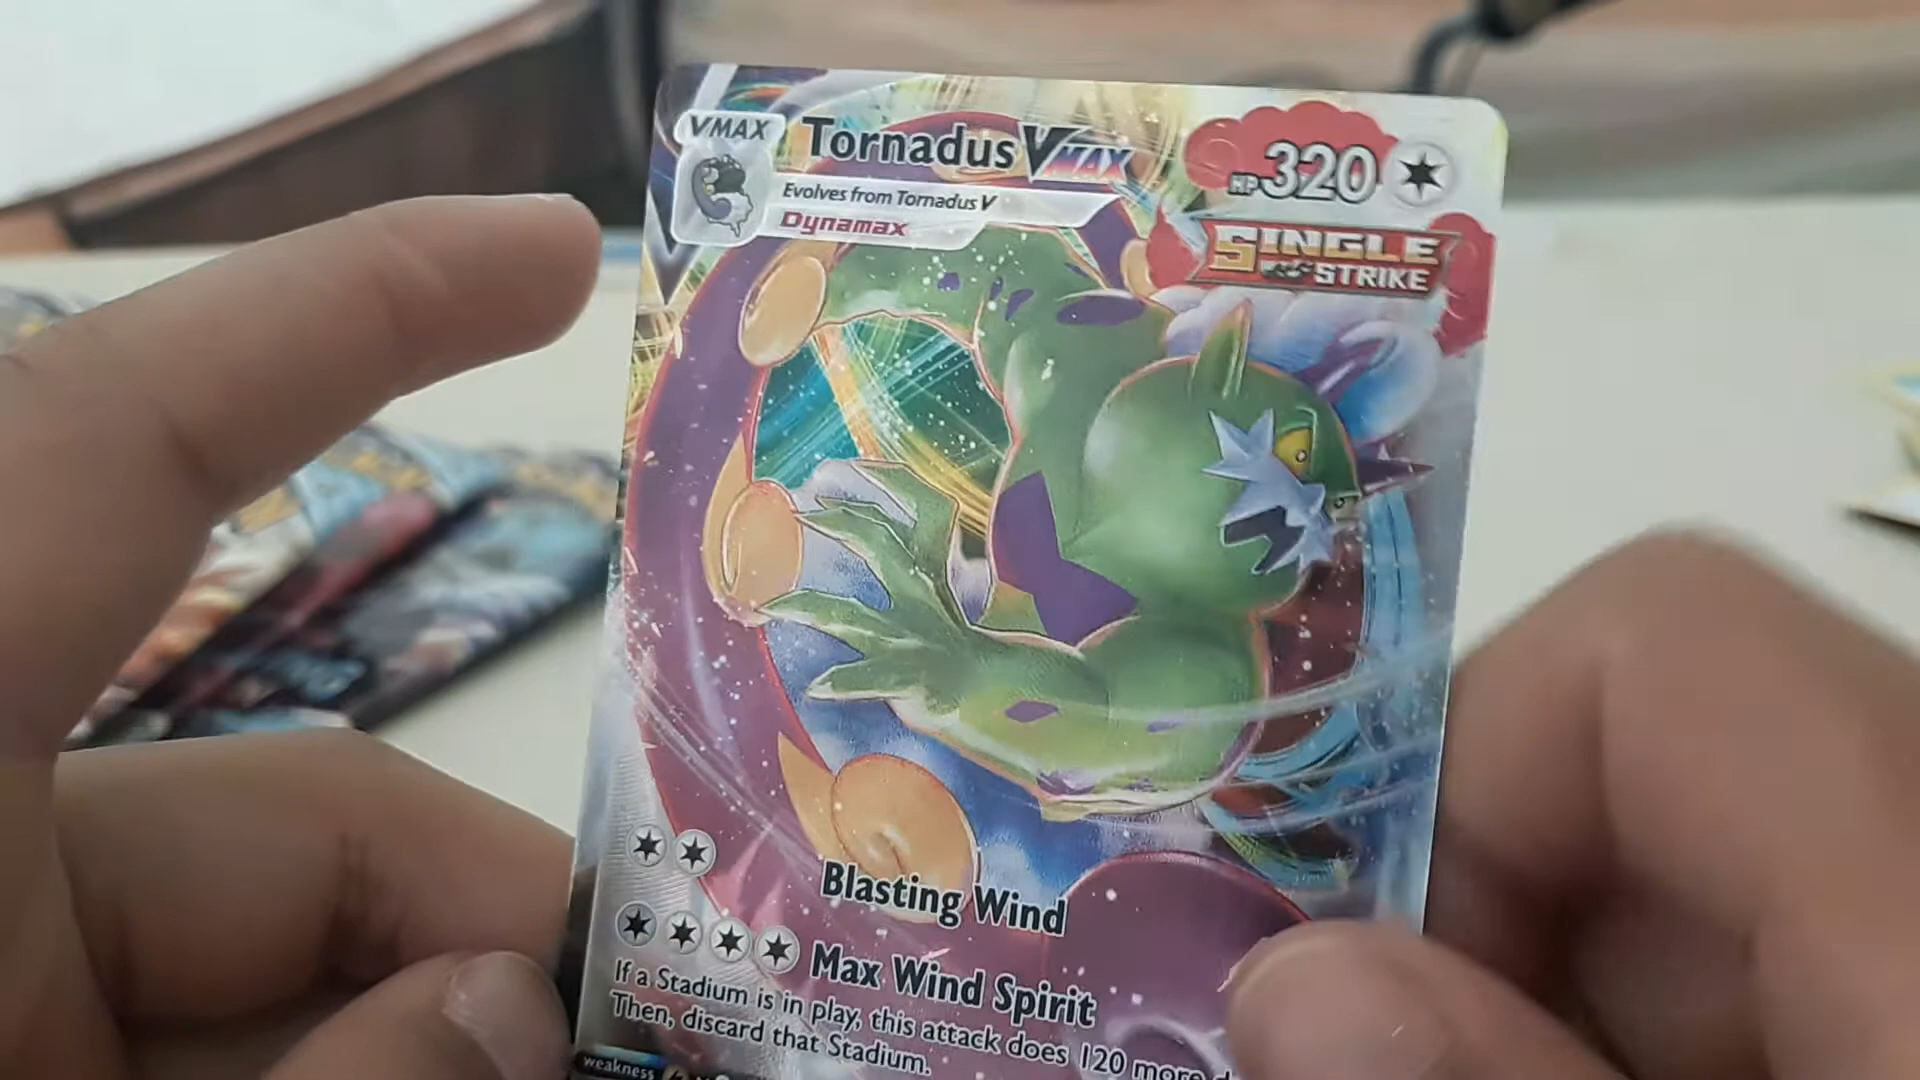 VMAX
Tornadus VMAX
HP 320
Evolves from Tornadus V
Dynamax
SINGLE
STRIKE
Blasting Wind
Max Wind Spirit
If a Stadium is in play, this attack does 120 more
Then, discard that Stadium.
weakness